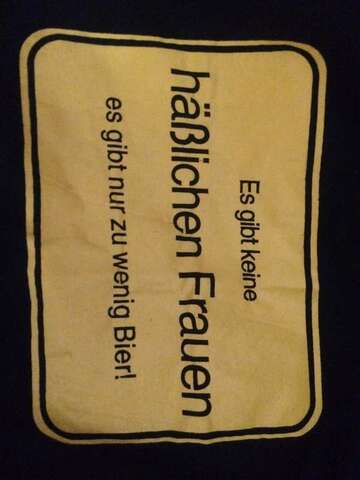 Es gibt keine
häßlichen Frauen
es gibt nur zu wenig Bier!